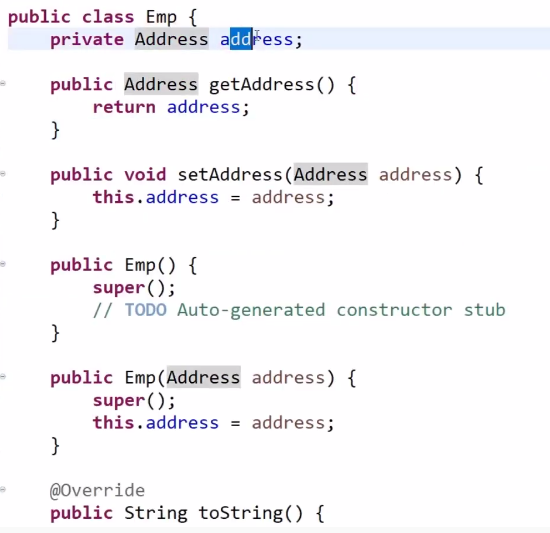 public class Emp {
private Address address;
public Address getAddress() {
return address;
}
public void setAddress(Address address) {
this.address = address;
}
public Emp() {
super();
// TODO Auto-generated constructor stub
}
public Emp(Address address) {
super();
this.address = address;
}
@Override
public String toString() {